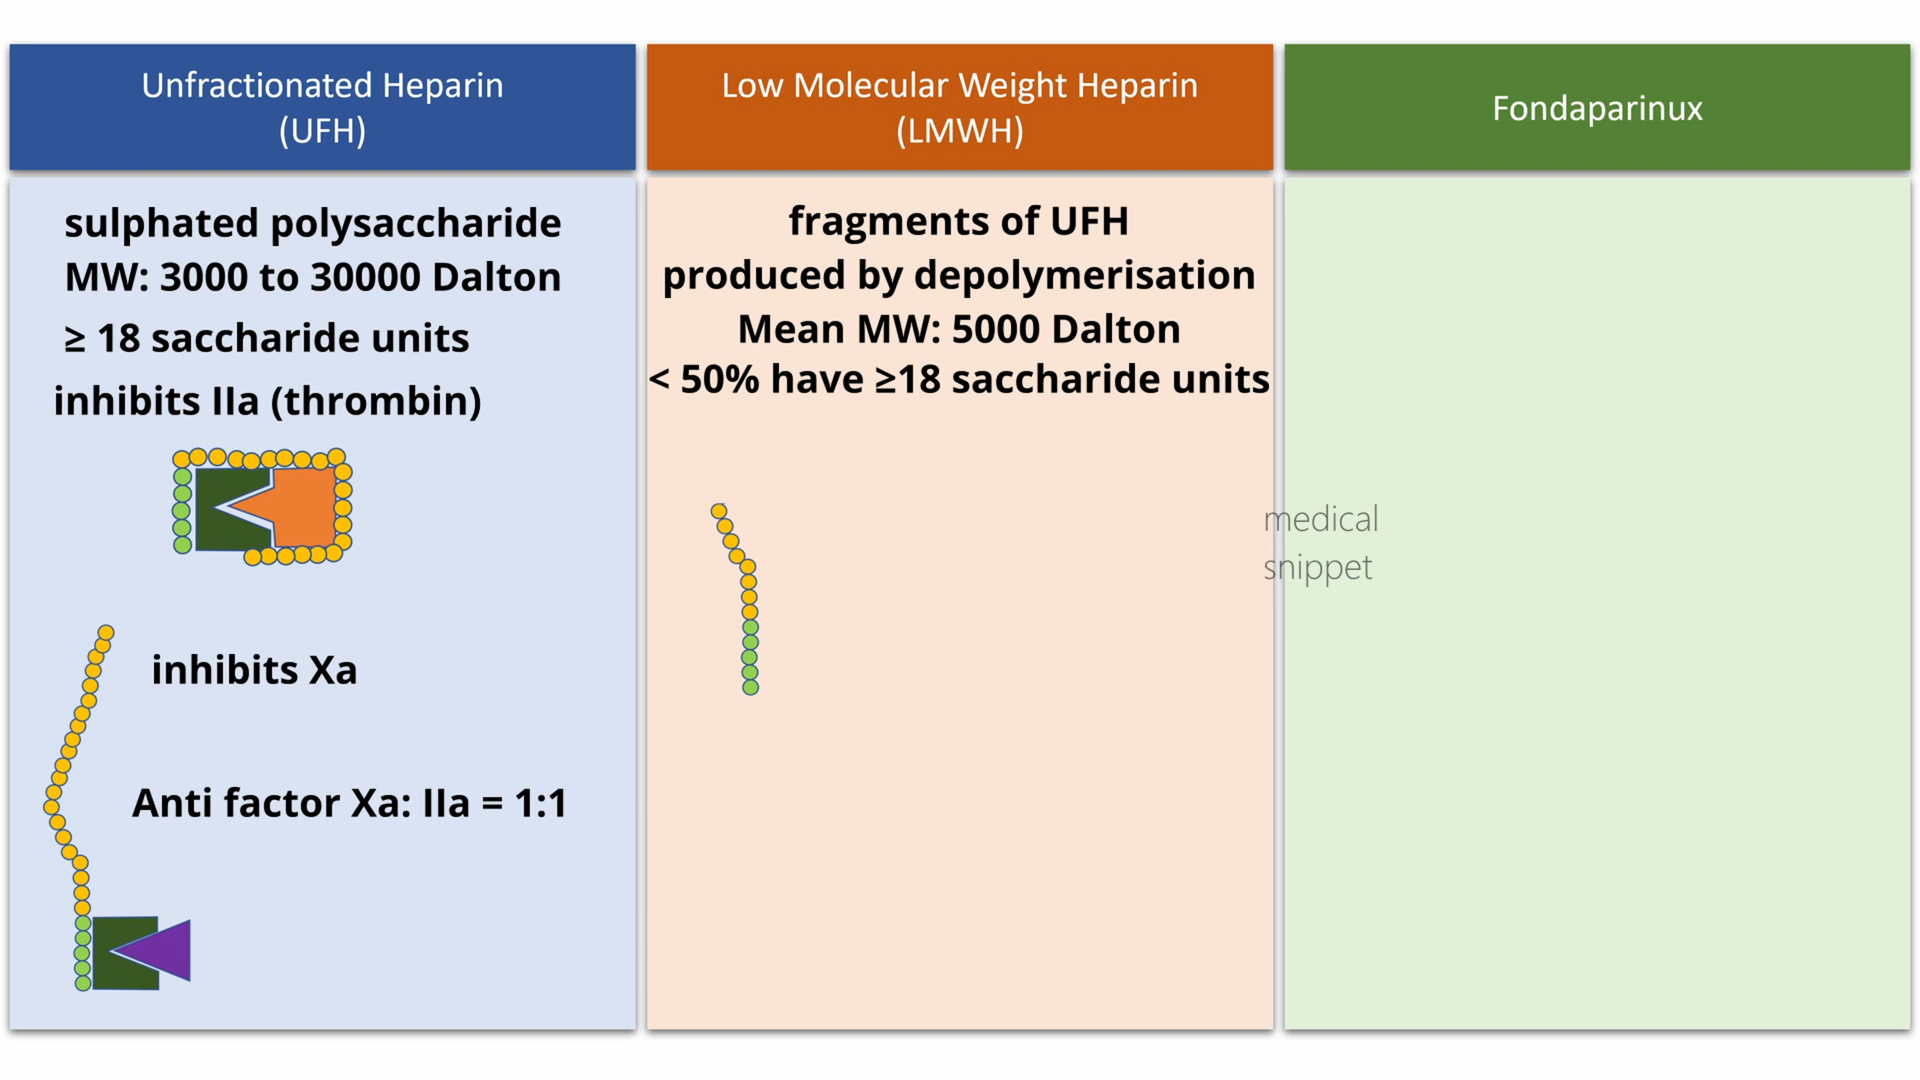 Unfractionated Heparin
(UFH)
sulphated polysaccharide
MW: 3000 to 30000 Dalton
≥ 18 saccharide units
inhibits IIa (thrombin)
inhibits Xa
Anti factor Xa: IIa = 1:1
Low Molecular Weight Heparin
(LMWH)
fragments of UFH
produced by depolymerisation
Mean MW: 5000 Dalton
< 50% have ≥18 saccharide units
Fondaparinux
medical
snippet